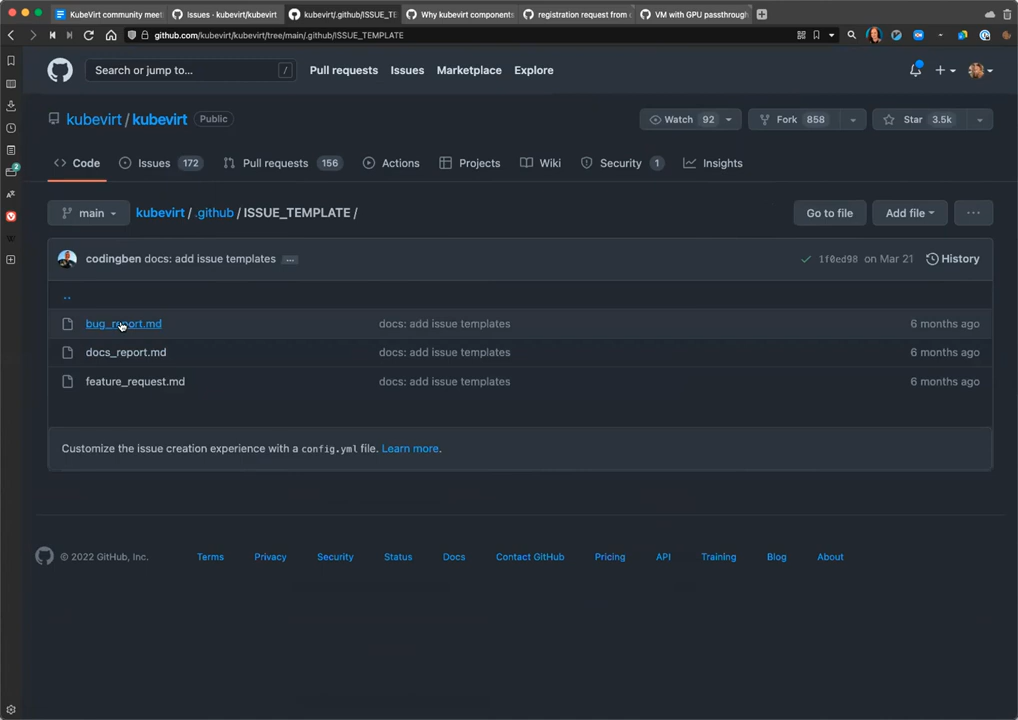 KubeVirt community meet
Issues · kubevirt/kubevirt
kubevirt/.github/ISSUE_TE
Why kubevirt components
registration request from
VM with GPU passthrough
github.com/kubevirt/kubevirt/tree/main/.github/ISSUE_TEMPLATE
Search or jump to... /
Pull requests Issues Marketplace Explore
kubevirt / kubevirt Public
Watch 92 Fork 858 Star 3.5k
Code Issues 172 Pull requests 156 Actions Projects Wiki Security 1 Insights
main kubevirt / .github / ISSUE_TEMPLATE / Go to file Add file ...
codingben docs: add issue templates ... 1f0ed98 on Mar 21 History
..
bug_report.md docs: add issue templates 6 months ago
docs_report.md docs: add issue templates 6 months ago
feature_request.md docs: add issue templates 6 months ago
Customize the issue creation experience with a config.yml file. Learn more.
© 2022 GitHub, Inc. Terms Privacy Security Status Docs Contact GitHub Pricing API Training Blog About